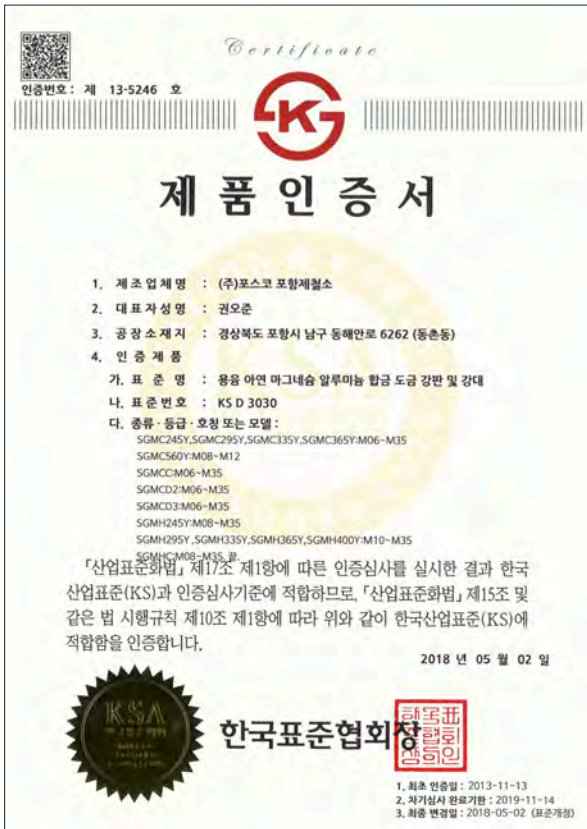 Certificate
인증번호 : 제 13-5246 호
KS
제품인증서
1. 제조업체명 : (주)포스코 포항제철소
2. 대표자성명 : 권오준
3. 공장소재지 : 경상북도 포항시 남구 동해안로 6262 (동촌동)
4. 인증제품
가. 표준명 : 용융 아연 마그네슘 알루미늄 합금 도금 강판 및 강대
나. 표준번호 : KS D 3030
다. 종류·등급·호칭 또는 모델 :
SGMC245Y,SGMC295Y,SGMC335Y,SGMC365Y:M06~M35
SGMC560Y:M08~M12
SGMCC:M06~M35
SGMCD2:M06~M35
SGMCD3:M06~M35
SGMH245Y:M08~M35
SGMH295Y,SGMH335Y,SGMH365Y,SGMH400Y:M10~M35
SGMHC:M08~M35. 끝.
「산업표준화법」 제17조 제1항에 따른 인증심사를 실시한 결과 한국
산업표준(KS)과 인증심사기준에 적합하므로, 「산업표준화법」 제15조 및
같은 법 시행규칙 제10조 제1항에 따라 위와 같이 한국산업표준(KS)에
적합함을 인증합니다.
2018 년 05 월 02 일
KSA
한국표준협회장
1. 최초 인증일 : 2013-11-13
2. 차기심사 완료기한 : 2019-11-14
3. 최종 변경일 : 2018-05-02 (표준개정)